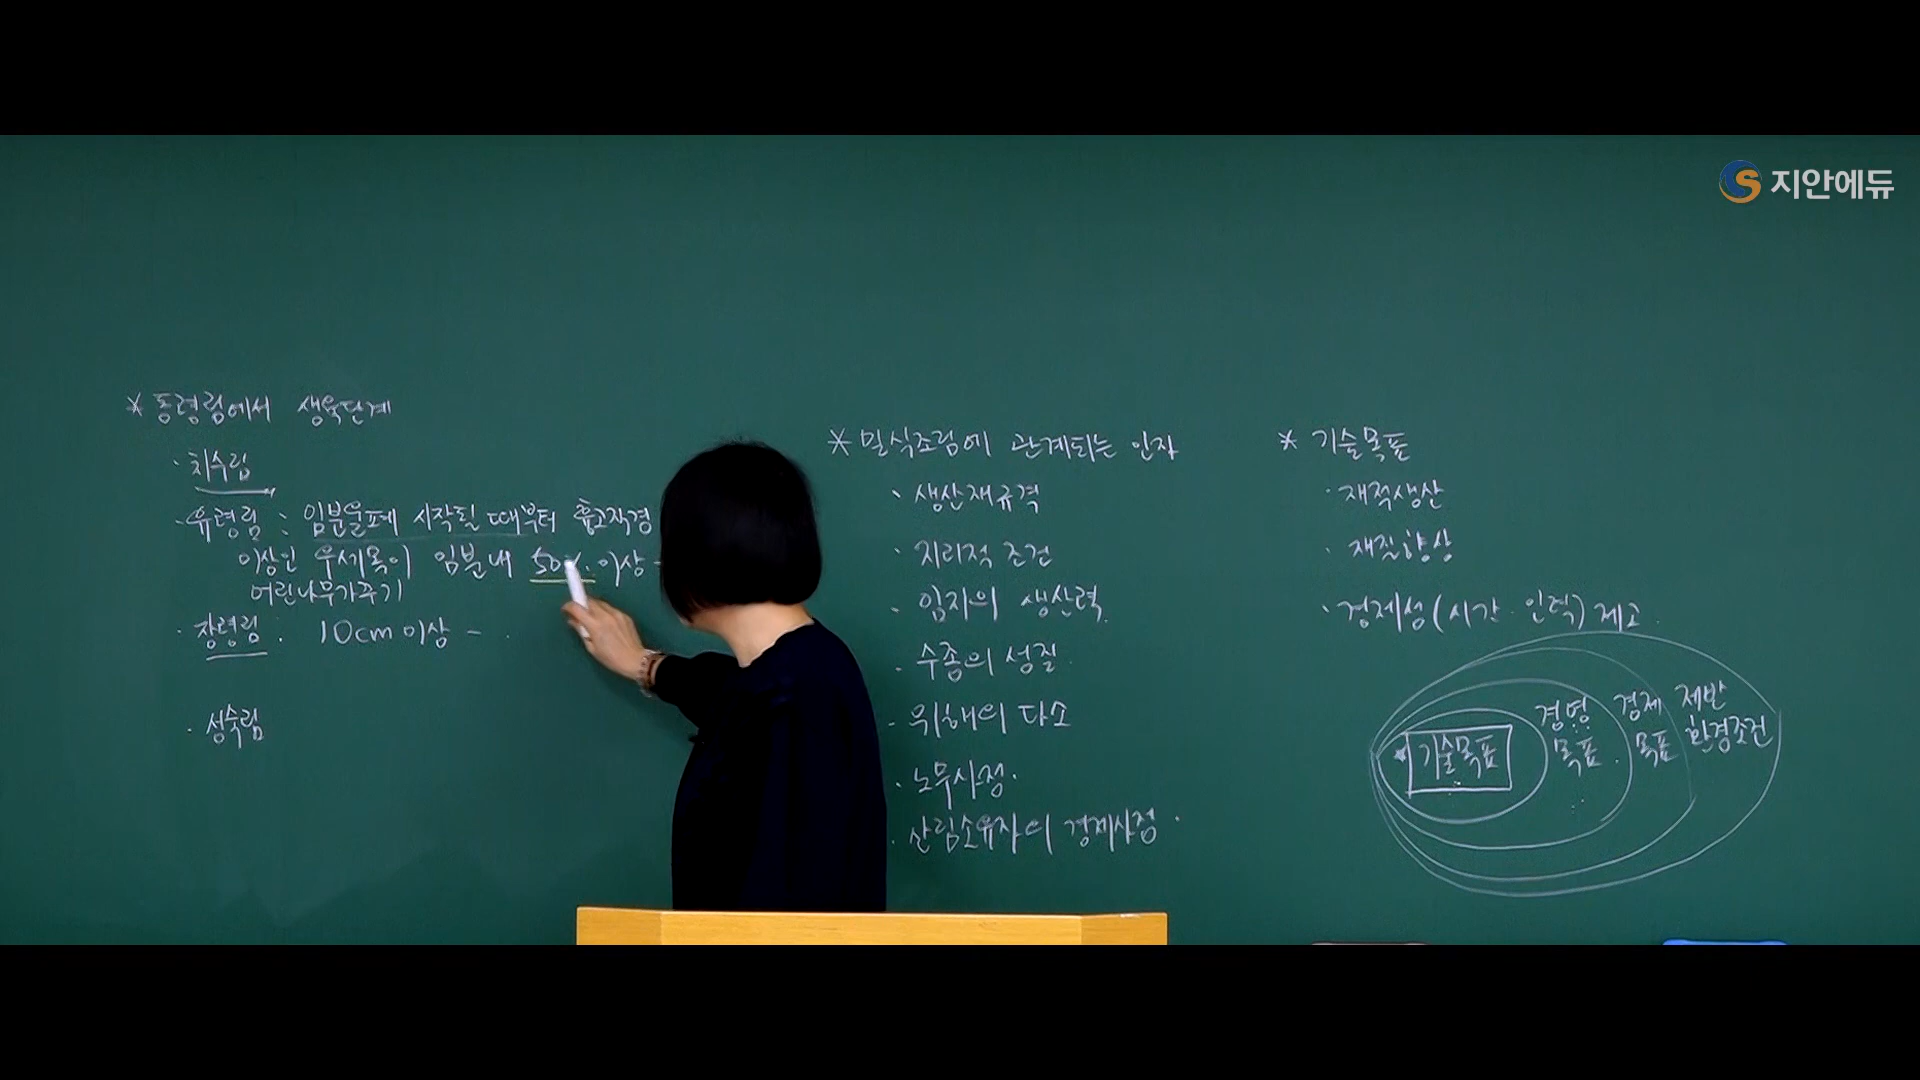 지안에듀
* 동령림에서 생육단계
· 치수림
· 유령림 : 임분울폐 시작될 때부터 흉고직경
이상인 우세목이 임분내 50% 이상 -
어린나무가꾸기
· 장령림 : 10cm 이상 -
· 성숙림
* 밀식조림에 관계되는 인자
· 생산재규격
· 지리적 조건
· 임지의 생산력.
· 수종의 성질.
· 위해의 다소
· 노무사정.
· 산림소유자의 경제사정.
* 기술목표
· 재적생산
· 재질향상
· 경제성 (시간·인력) 제고.
기술목표
경영
목표
경제
목표
제반
환경조건